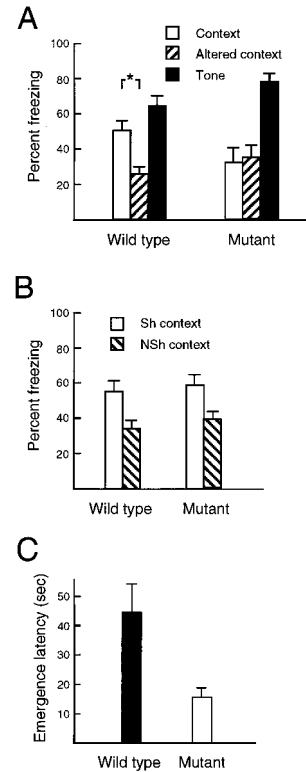 A
Context
Altered context
Tone
Percent freezing
100
80
60
40
20
*
Wild type
Mutant
B
Sh context
NSh context
Percent freezing
100
80
60
40
20
Wild type
Mutant
C
Emergence latency (sec)
50
40
30
20
10
Wild type
Mutant